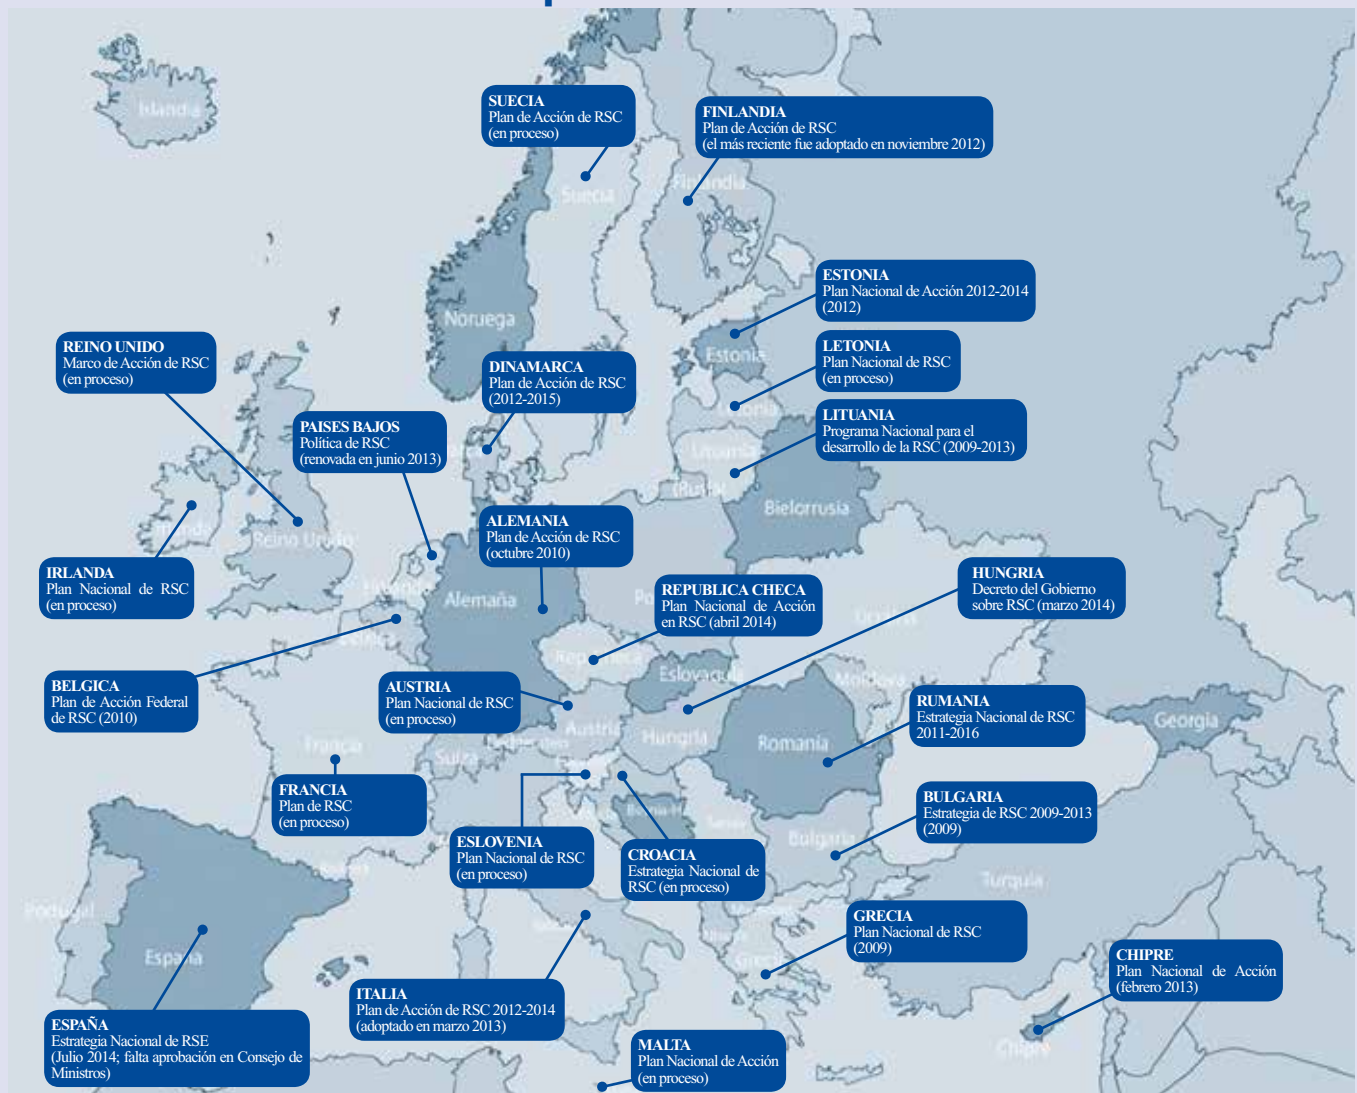 Islandia
SUECIA
Plan de Acción de RSC
(en proceso)
FINLANDIA
Plan de Acción de RSC
(el más reciente fue adoptado en noviembre 2012)
Suecia
Finlandia
ESTONIA
Plan Nacional de Acción 2012-2014
(2012)
Noruega
Estonia
REINO UNIDO
Marco de Acción de RSC
(en proceso)
LETONIA
Plan Nacional de RSC
(en proceso)
DINAMARCA
Plan de Acción de RSC
(2012-2015)
Letonia
PAISES BAJOS
Política de RSC
(renovada en junio 2013)
LITUANIA
Programa Nacional para el
desarrollo de la RSC (2009-2013)
Lituania
(Rusia)
Bielorrusia
ALEMANIA
Plan de Acción de RSC
(octubre 2010)
Irlanda
Reino Unido
IRLANDA
Plan Nacional de RSC
(en proceso)
HUNGRIA
Decreto del Gobierno
sobre RSC (marzo 2014)
Alemaña
REPUBLICA CHECA
Plan Nacional de Acción
en RSC (abril 2014)
Eslovaquia
Moldova
BELGICA
Plan de Acción Federal
de RSC (2010)
AUSTRIA
Plan Nacional de RSC
(en proceso)
RUMANIA
Estrategia Nacional de RSC
2011-2016
Georgia
Austria
Hungria
Romanía
Francia
Suiza
FRANCIA
Plan de RSC
(en proceso)
BULGARIA
Estrategia de RSC 2009-2013
(2009)
Bulgaria
ESLOVENIA
Plan Nacional de RSC
(en proceso)
CROACIA
Estrategia Nacional de
RSC (en proceso)
Turquía
Portugal
España
GRECIA
Plan Nacional de RSC
(2009)
Grecia
CHIPRE
Plan Nacional de Acción
(febrero 2013)
ITALIA
Plan de Acción de RSC 2012-2014
(adoptado en marzo 2013)
ESPAÑA
Estrategia Nacional de RSE
(Julio 2014; falta aprobación en Consejo de
Ministros)
MALTA
Plan Nacional de Acción
(en proceso)
Chipre